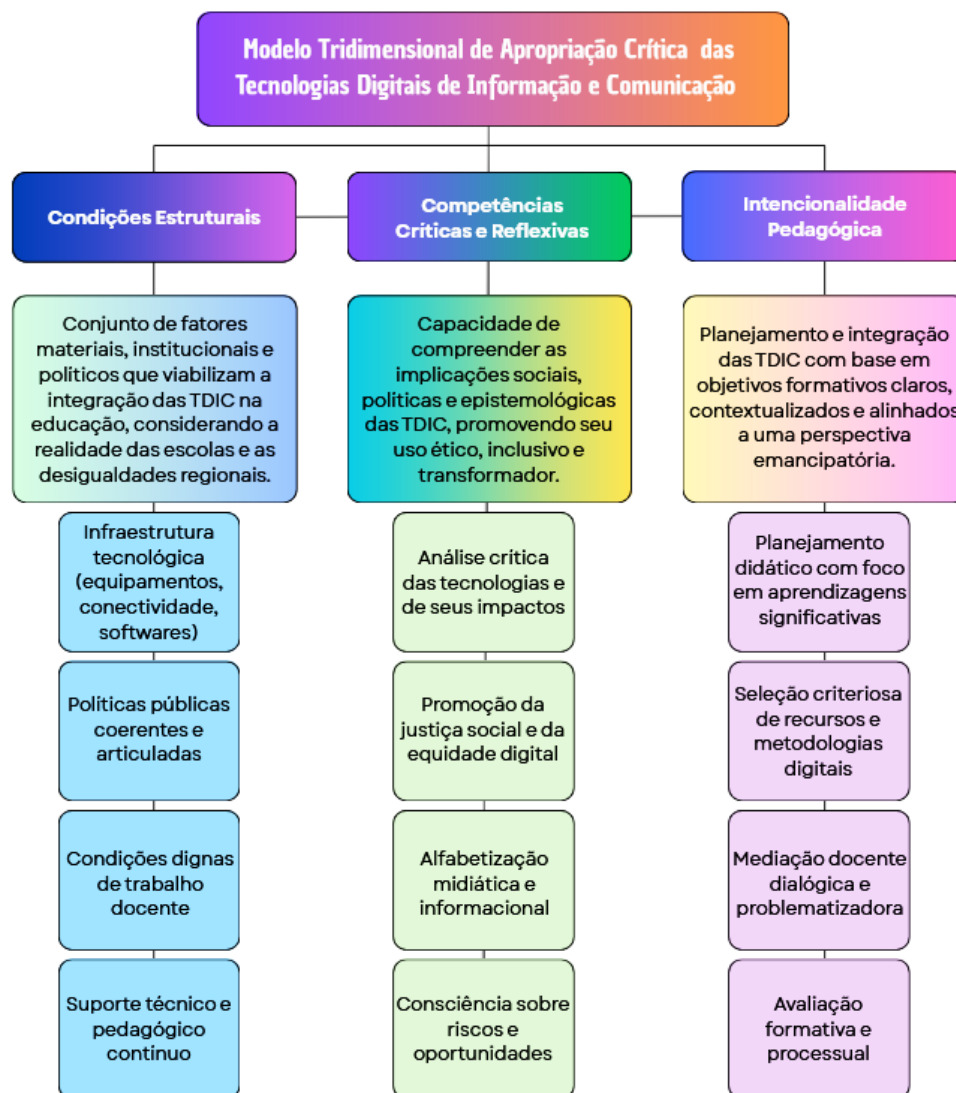 Modelo Tridimensional de Apropriação Crítica das
Tecnologias Digitais de Informação e Comunicação
Condições Estruturais
Competências
Críticas e Reflexivas
Intencionalidade
Pedagógica
Conjunto de fatores
materiais, institucionais e
políticos que viabilizam a
integração das TDIC na
educação, considerando a
realidade das escolas e as
desigualdades regionais.
Capacidade de
compreender as
implicações sociais,
políticas e epistemológicas
das TDIC, promovendo seu
uso ético, inclusivo e
transformador.
Planejamento e integração
das TDIC com base em
objetivos formativos claros,
contextualizados e alinhados
a uma perspectiva
emancipatória.
Infraestrutura
tecnológica
(equipamentos,
conectividade,
softwares)
Políticas públicas
coerentes e
articuladas
Condições dignas
de trabalho
docente
Suporte técnico e
pedagógico
contínuo
Análise crítica
das tecnologias e
de seus impactos
Promoção da
justiça social e da
equidade digital
Alfabetização
midiática e
informacional
Consciência sobre
riscos e
oportunidades
Planejamento
didático com foco
em aprendizagens
significativas
Seleção criteriosa
de recursos e
metodologias
digitais
Mediação docente
dialógica e
problematizadora
Avaliação
formativa e
processual